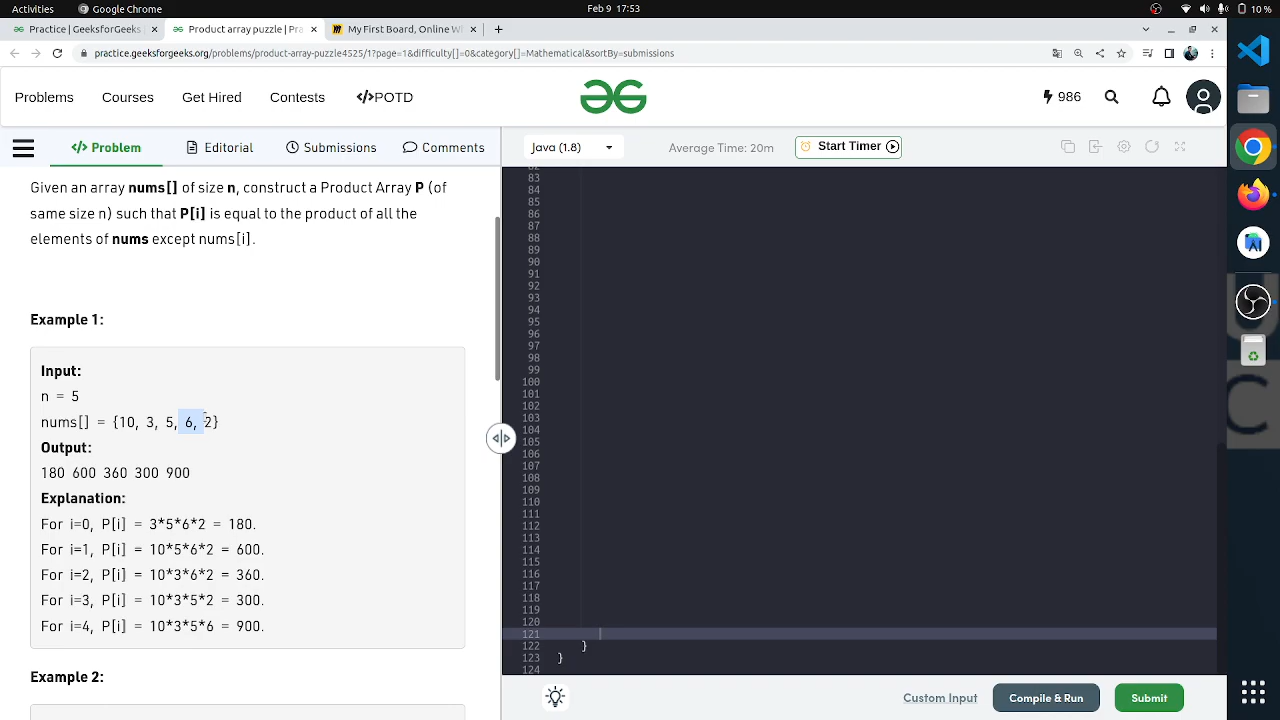 Activities
Google Chrome
Feb 9 17:53
10 %
Practice | GeeksforGeeks
Product array puzzle | Pra
My First Board, Online W
practice.geeksforgeeks.org/problems/product-array-puzzle4525/1?page=1&difficulty[]=0&category[]=Mathematical&sortBy=submissions
Problems
Courses
Get Hired
Contests
</>POTD
986
</> Problem
Editorial
Submissions
Comments
Java (1.8)
Average Time: 20m
Start Timer
Given an array nums[] of size n, construct a Product Array P (of
same size n) such that P[i] is equal to the product of all the
elements of nums except nums[i].
Example 1:
Input:
n = 5
nums[] = {10, 3, 5, 6, 2}
Output:
180 600 360 300 900
Explanation:
For i=0, P[i] = 3*5*6*2 = 180.
For i=1, P[i] = 10*5*6*2 = 600.
For i=2, P[i] = 10*3*6*2 = 360.
For i=3, P[i] = 10*3*5*2 = 300.
For i=4, P[i] = 10*3*5*6 = 900.
Example 2:
82
83
84
85
86
87
88
89
90
91
92
93
94
95
96
97
98
99
100
101
102
103
104
105
106
107
108
109
110
111
112
113
114
115
116
117
118
119
120
121
122 }
123 }
124
Custom Input
Compile & Run
Submit